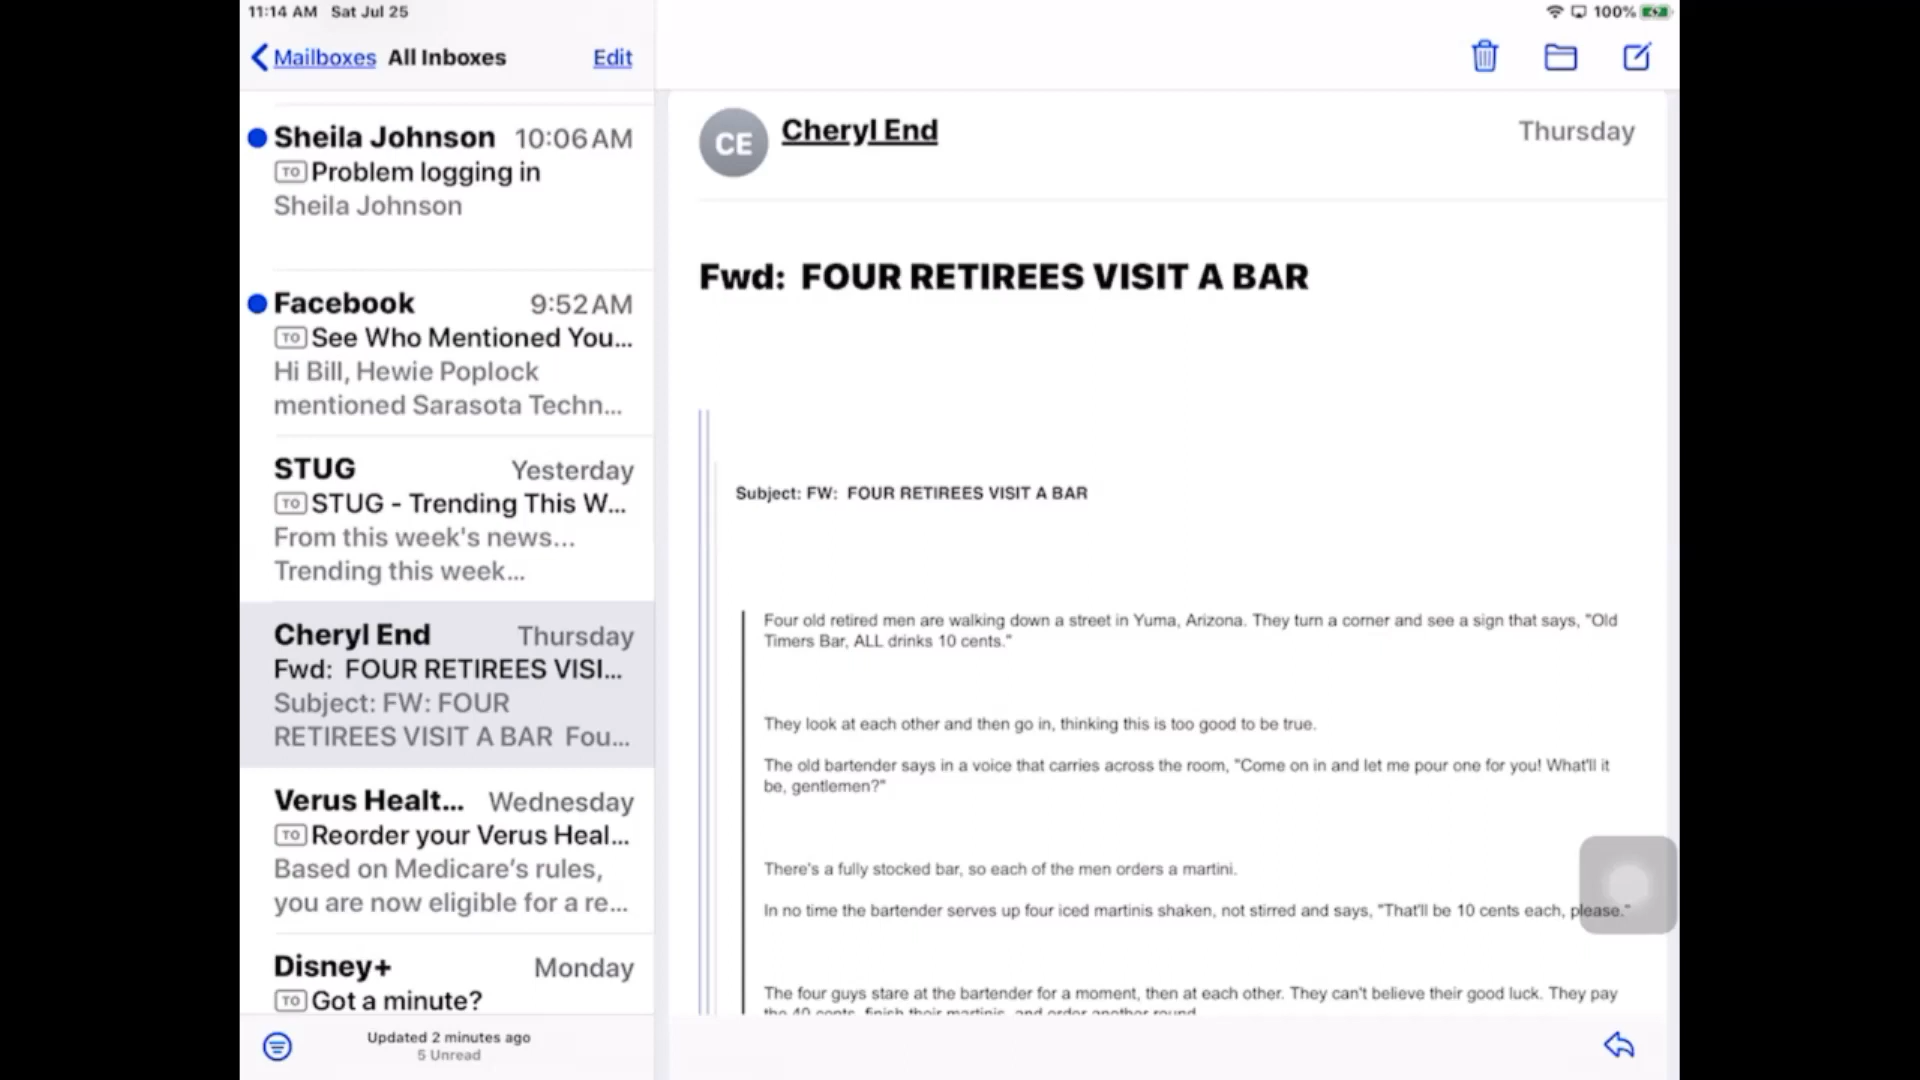 11:14 AM Sat Jul 25
100%
Mailboxes All Inboxes Edit
Sheila Johnson 10:06 AM
TO Problem logging in
Sheila Johnson
Facebook 9:52 AM
TO See Who Mentioned You...
Hi Bill, Hewie Poplock
mentioned Sarasota Techn...
STUG Yesterday
TO STUG - Trending This W...
From this week's news...
Trending this week...
Cheryl End Thursday
Fwd: FOUR RETIREES VISI...
Subject: FW: FOUR
RETIREES VISIT A BAR Fou...
Verus Healt... Wednesday
TO Reorder your Verus Heal...
Based on Medicare’s rules,
you are now eligible for a re...
Disney+ Monday
TO Got a minute?
Updated 2 minutes ago
5 Unread
CE Cheryl End Thursday
Fwd: FOUR RETIREES VISIT A BAR
Subject: FW: FOUR RETIREES VISIT A BAR
Four old retired men are walking down a street in Yuma, Arizona. They turn a corner and see a sign that says, "Old
Timers Bar, ALL drinks 10 cents."
They look at each other and then go in, thinking this is too good to be true.
The old bartender says in a voice that carries across the room, "Come on in and let me pour one for you! What'll it
be, gentlemen?"
There's a fully stocked bar, so each of the men orders a martini.
In no time the bartender serves up four iced martinis shaken, not stirred and says, "That'll be 10 cents each, please."
The four guys stare at the bartender for a moment, then at each other. They can't believe their good luck. They pay
the 40 cents, finish their martinis, and order another round.